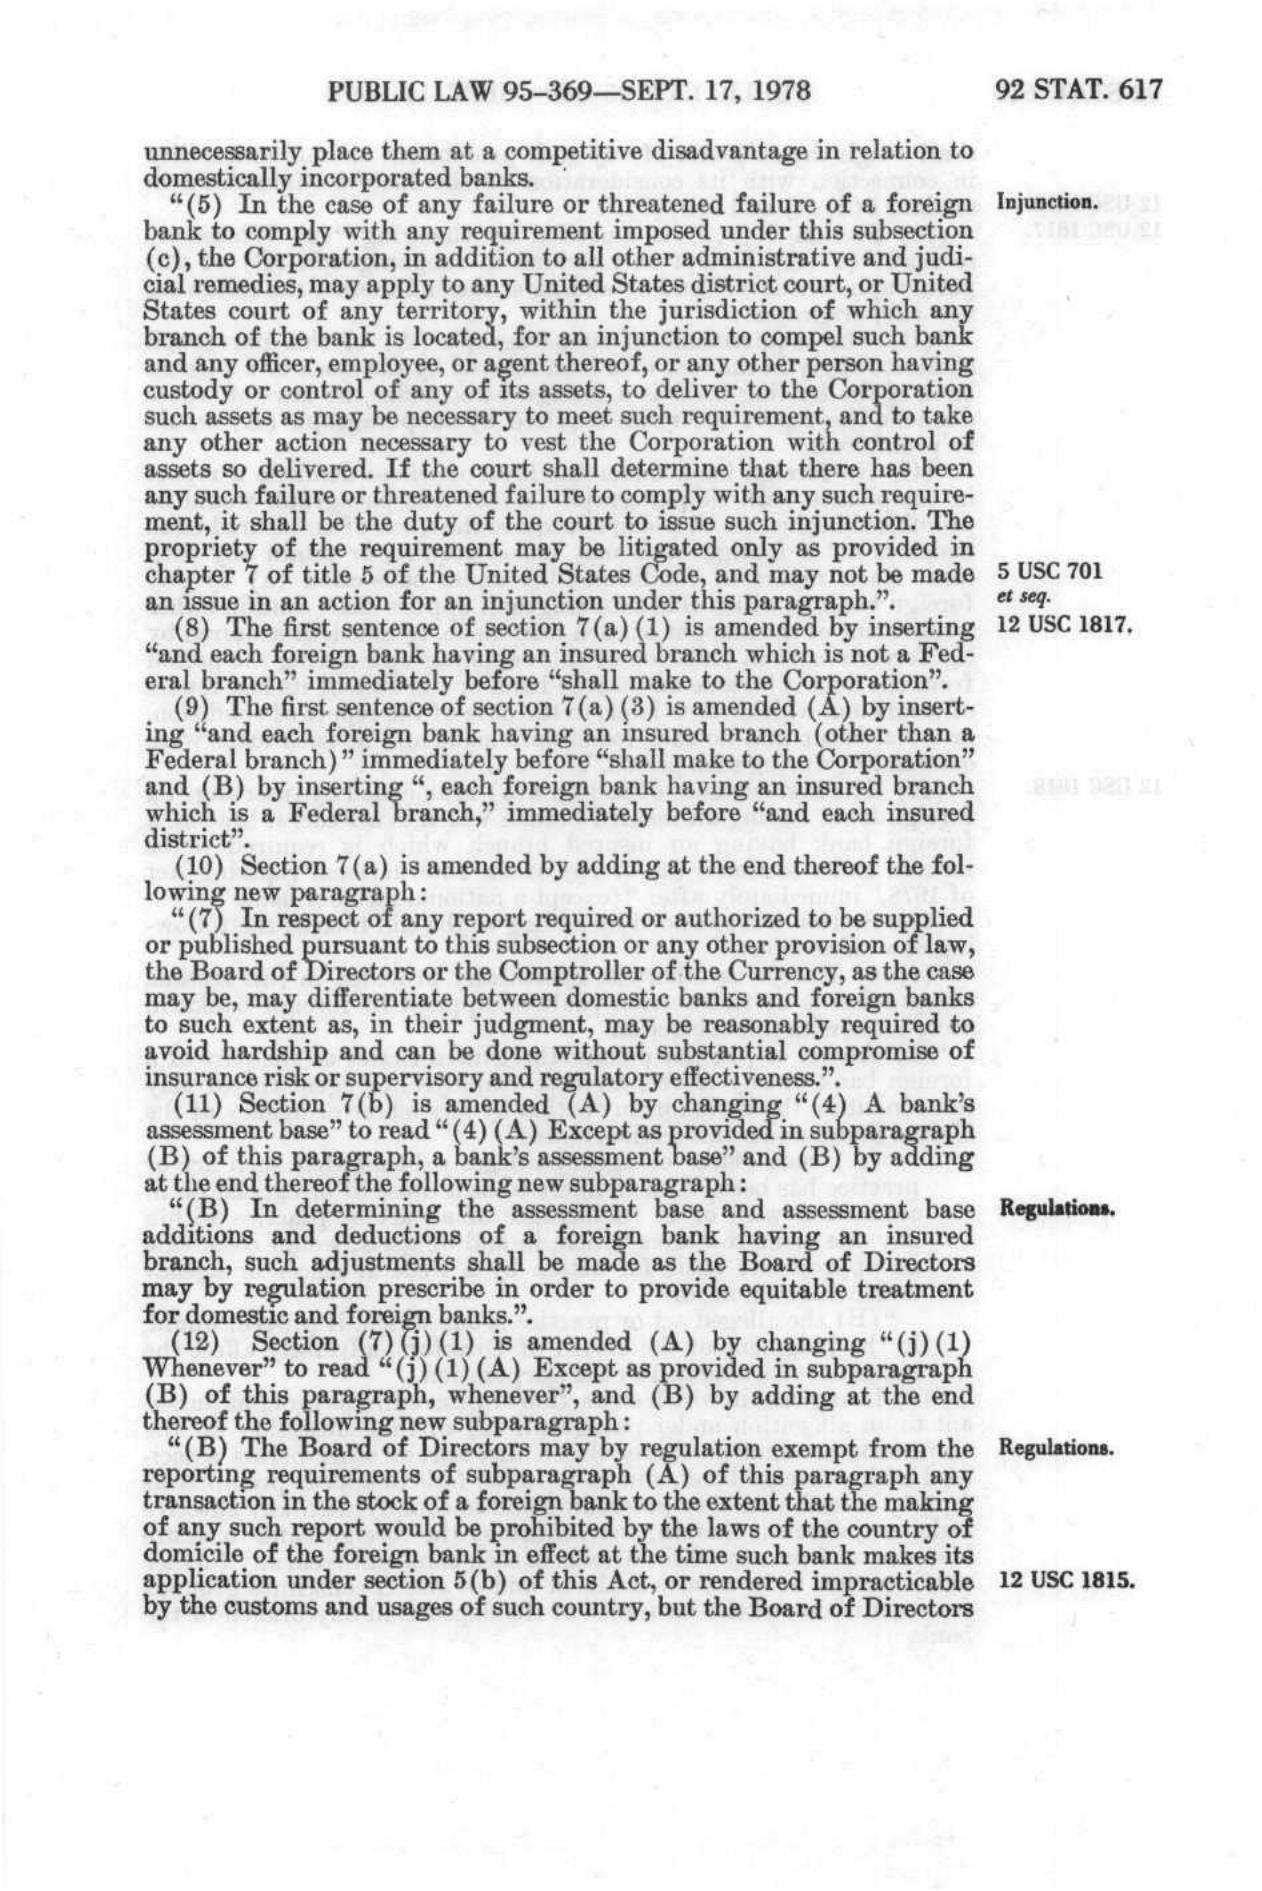 PUBLIC LAW 95–369—SEPT. 17, 1978 92 STAT. 617
unnecessarily place them at a competitive disadvantage in relation to
domestically incorporated banks.
“(5) In the case of any failure or threatened failure of a foreign Injunction.
bank to comply with any requirement imposed under this subsection
(c), the Corporation, in addition to all other administrative and judi-
cial remedies, may apply to any United States district court, or United
States court of any territory, within the jurisdiction of which any
branch of the bank is located, for an injunction to compel such bank
and any officer, employee, or agent thereof, or any other person having
custody or control of any of its assets, to deliver to the Corporation
such assets as may be necessary to meet such requirement, and to take
any other action necessary to vest the Corporation with control of
assets so delivered. If the court shall determine that there has been
any such failure or threatened failure to comply with any such require-
ment, it shall be the duty of the court to issue such injunction. The
propriety of the requirement may be litigated only as provided in
chapter 7 of title 5 of the United States Code, and may not be made 5 USC 701
an issue in an action for an injunction under this paragraph.”. et seq.
(8) The first sentence of section 7(a)(1) is amended by inserting 12 USC 1817.
“and each foreign bank having an insured branch which is not a Fed-
eral branch” immediately before “shall make to the Corporation”.
(9) The first sentence of section 7(a)(3) is amended (A) by insert-
ing “and each foreign bank having an insured branch (other than a
Federal branch)” immediately before “shall make to the Corporation”
and (B) by inserting “, each foreign bank having an insured branch
which is a Federal branch,” immediately before “and each insured
district”.
(10) Section 7(a) is amended by adding at the end thereof the fol-
lowing new paragraph:
“(7) In respect of any report required or authorized to be supplied
or published pursuant to this subsection or any other provision of law,
the Board of Directors or the Comptroller of the Currency, as the case
may be, may differentiate between domestic banks and foreign banks
to such extent as, in their judgment, may be reasonably required to
avoid hardship and can be done without substantial compromise of
insurance risk or supervisory and regulatory effectiveness.”.
(11) Section 7(b) is amended (A) by changing “(4) A bank’s
assessment base” to read “(4)(A) Except as provided in subparagraph
(B) of this paragraph, a bank’s assessment base” and (B) by adding
at the end thereof the following new subparagraph:
“(B) In determining the assessment base and assessment base Regulations.
additions and deductions of a foreign bank having an insured
branch, such adjustments shall be made as the Board of Directors
may by regulation prescribe in order to provide equitable treatment
for domestic and foreign banks.”.
(12) Section (7)(j)(1) is amended (A) by changing “(j)(1)
Whenever” to read “(j)(1)(A) Except as provided in subparagraph
(B) of this paragraph, whenever”, and (B) by adding at the end
thereof the following new subparagraph:
“(B) The Board of Directors may by regulation exempt from the Regulations.
reporting requirements of subparagraph (A) of this paragraph any
transaction in the stock of a foreign bank to the extent that the making
of any such report would be prohibited by the laws of the country of
domicile of the foreign bank in effect at the time such bank makes its
application under section 5(b) of this Act, or rendered impracticable 12 USC 1815.
by the customs and usages of such country, but the Board of Directors